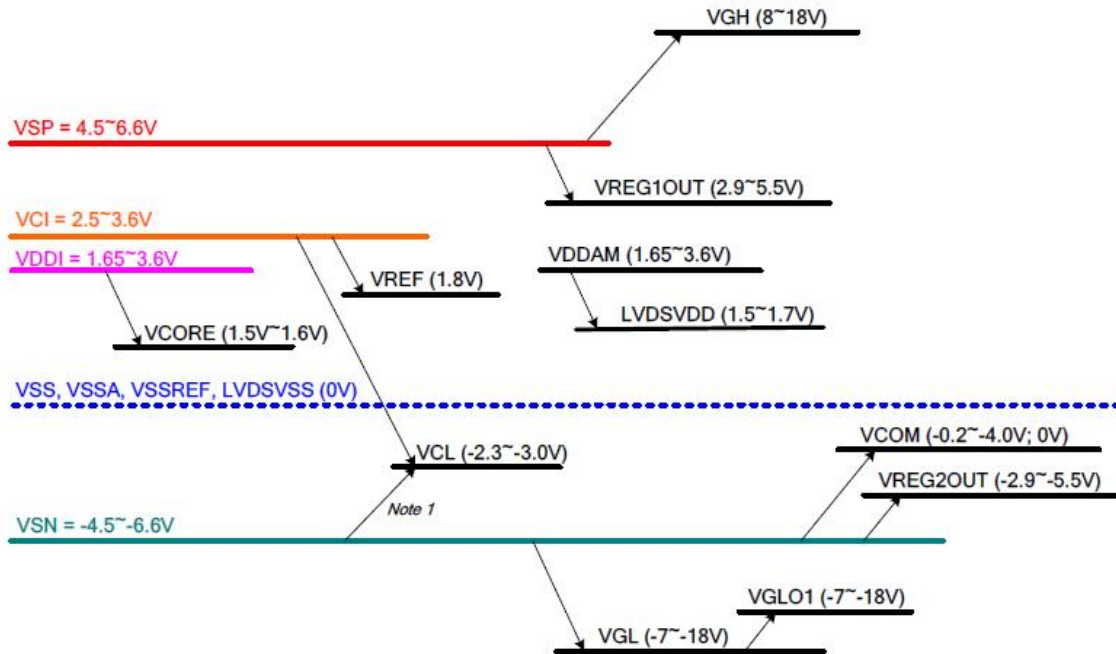 VGH (8~18V)
VSP = 4.5~6.6V
VREG1OUT (2.9~5.5V)
VCI = 2.5~3.6V
VDDI = 1.65~3.6V
VDDAM (1.65~3.6V)
VREF (1.8V)
LVDSVDD (1.5~1.7V)
VCORE (1.5V~1.6V)
VSS, VSSA, VSSREF, LVDSVSS (0V)
VCOM (-0.2~-4.0V; 0V)
VCL (-2.3~-3.0V)
VREG2OUT (-2.9~-5.5V)
Note 1
VSN = -4.5~-6.6V
VGLO1 (-7~-18V)
VGL (-7~-18V)